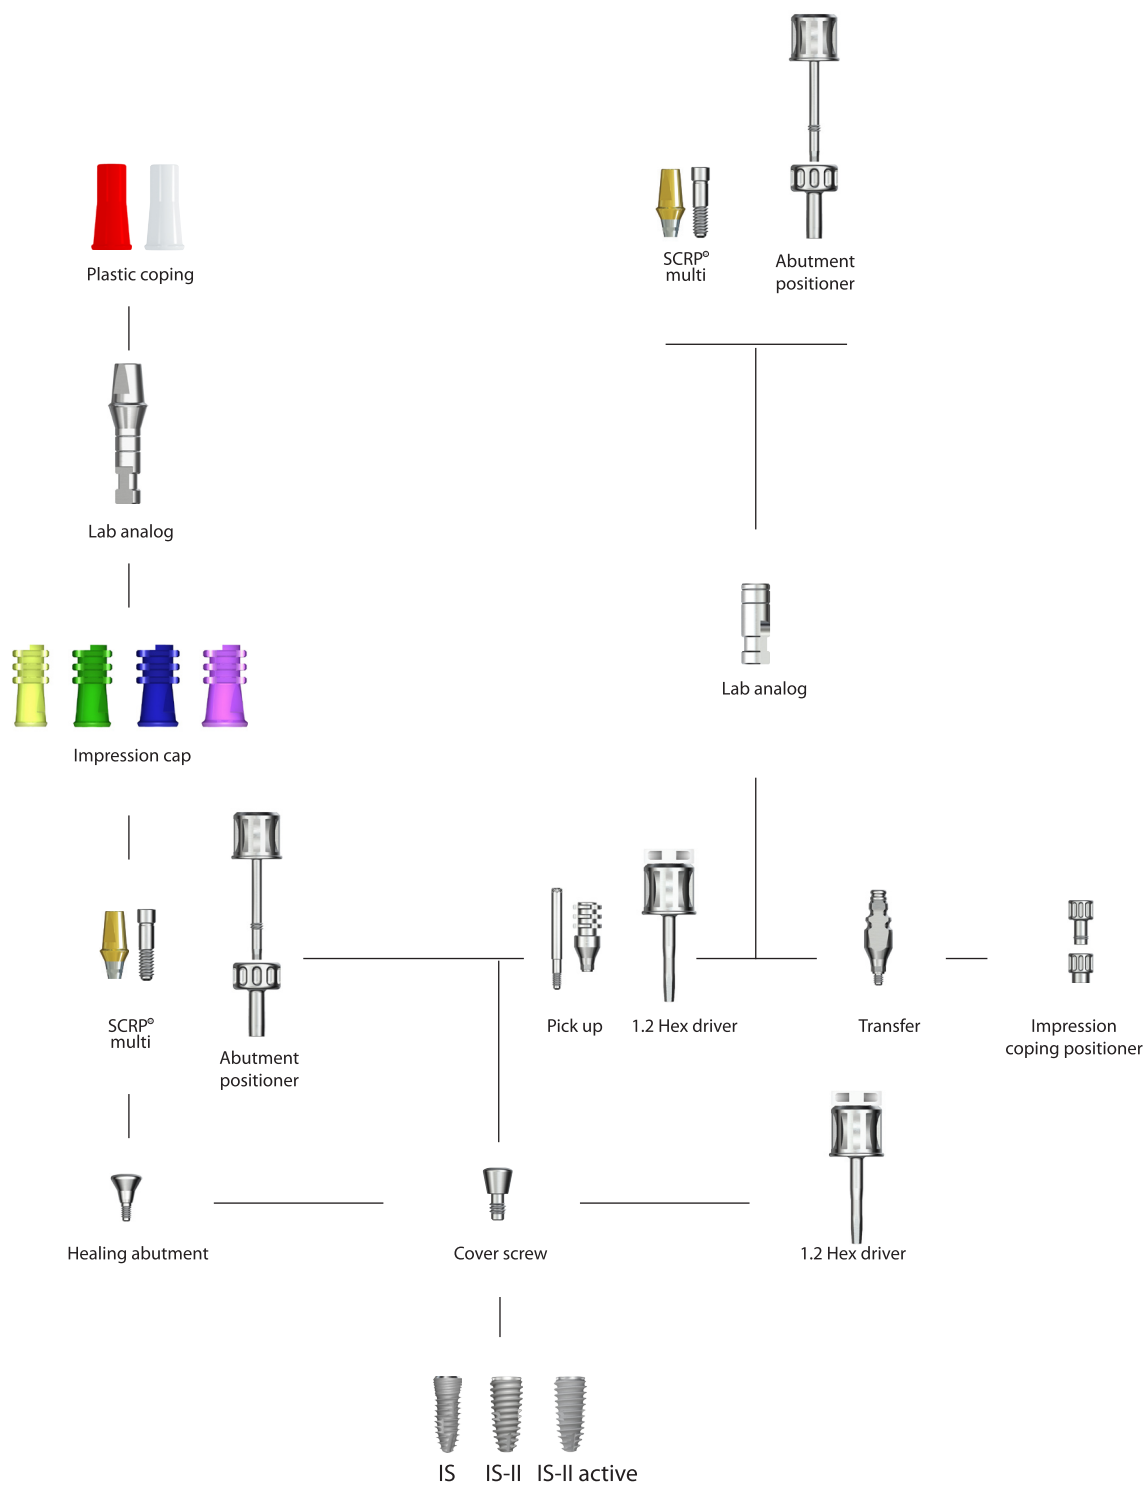 SCRP®
multi
Abutment
positioner
Plastic coping
Lab analog
Lab analog
Impression cap
SCRP®
multi
Abutment
positioner
Pick up
1.2 Hex driver
Transfer
Impression
coping positioner
Healing abutment
Cover screw
1.2 Hex driver
IS
IS-II
IS-II active